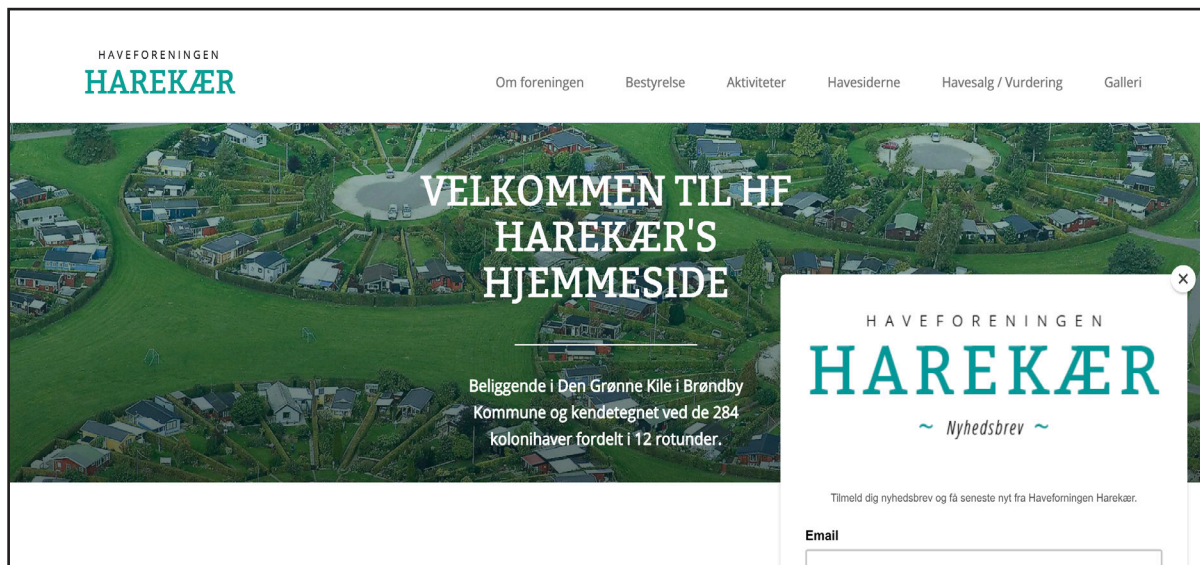 HAVEFORENINGEN
HAREKÆR
Om foreningen Bestyrelse Aktiviteter Havesiderne Havesalg / Vurdering Galleri
VELKOMMEN TIL HF
HAREKÆR'S
HJEMMESIDE
Beliggende i Den Grønne Kile i Brøndby
Kommune og kendetegnet ved de 284
kolonihaver fordelt i 12 rotunder.
HAVEFORENINGEN
HAREKÆR
~ Nyhedsbrev ~
Tilmeld dig nyhedsbrev og få seneste nyt fra Haveforningen Harekær.
Email